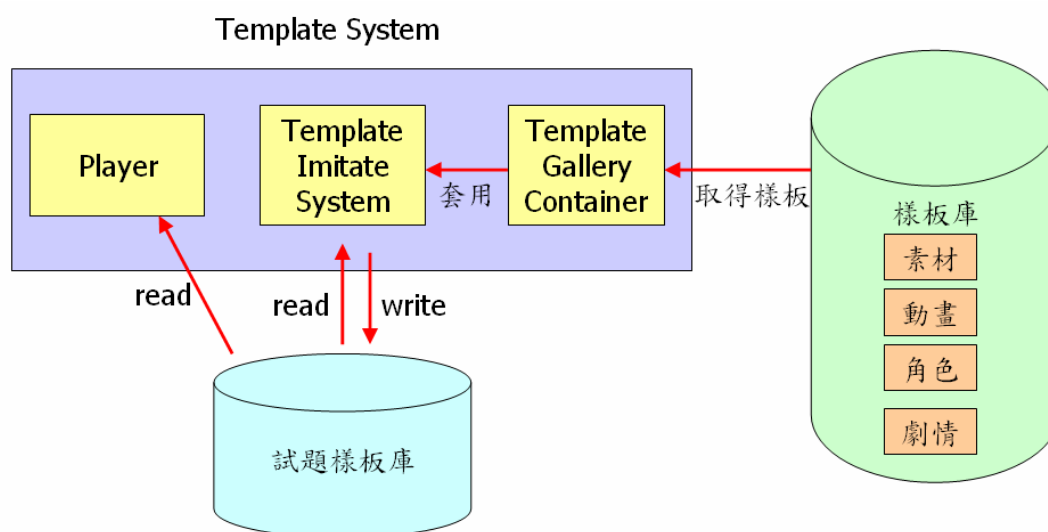 Template System
Player
Template
Imitate
System
套用
Template
Gallery
Container
取得樣板
樣板庫
素材
動畫
角色
劇情
read
read
write
試題樣板庫